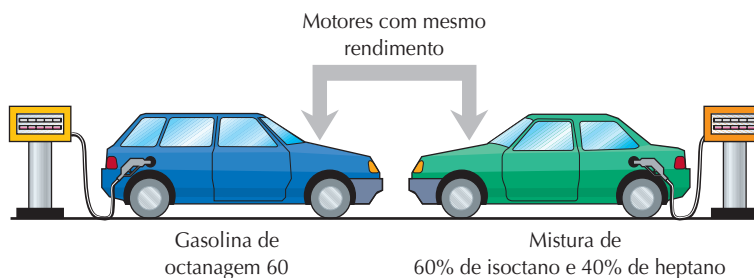 Motores com mesmo
rendimento
Gasolina de
octanagem 60
Mistura de
60% de isoctano e 40% de heptano